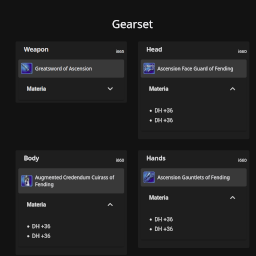 Gearset
Weapon
Greatsword of Ascension
Materia
Head
i660
Ascension Face Guard of Fending
Materia
DH +36
DH +36
Body
Augmented Credendum Cuirass of
Fending
Materia
DH +36
DH +36
Hands
i660
Ascension Gauntlets of Fending
Materia
DH +36
DH +36